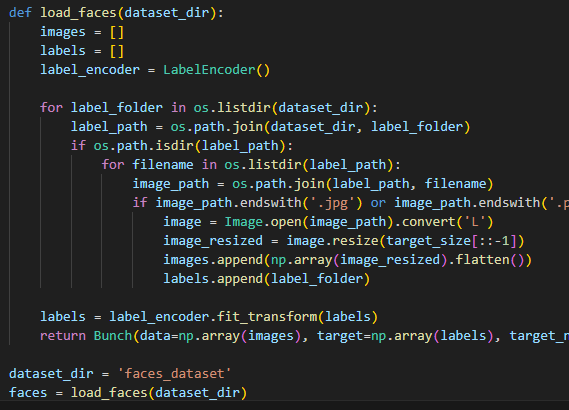 def load_faces(dataset_dir):
    images = []
    labels = []
    label_encoder = LabelEncoder()
    for label_folder in os.listdir(dataset_dir):
        label_path = os.path.join(dataset_dir, label_folder)
        if os.path.isdir(label_path):
            for filename in os.listdir(label_path):
                image_path = os.path.join(label_path, filename)
                if image_path.endswith('.jpg') or image_path.endswith('.p
                    image = Image.open(image_path).convert('L')
                    image_resized = image.resize(target_size[::-1])
                    images.append(np.array(image_resized).flatten())
                    labels.append(label_folder)
    labels = label_encoder.fit_transform(labels)
    return Bunch(data=np.array(images), target=np.array(labels), target_n
dataset_dir = 'faces_dataset'
faces = load_faces(dataset_dir)